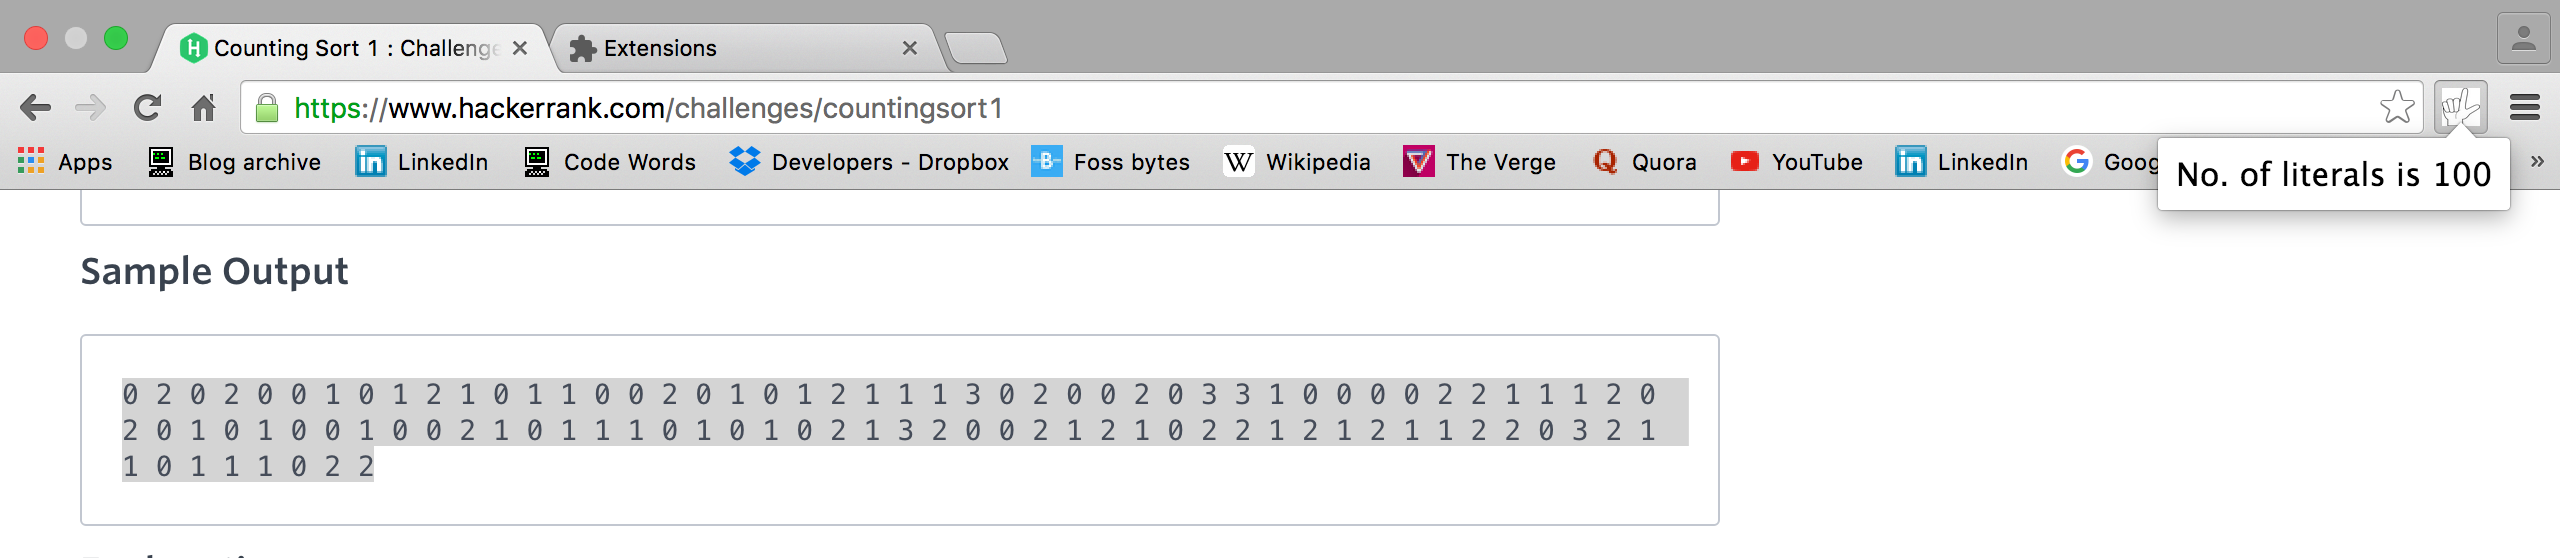 Counting Sort 1 : Challenge
Extensions
https://www.hackerrank.com/challenges/countingsort1
Apps Blog archive LinkedIn Code Words Developers - Dropbox Foss bytes Wikipedia The Verge Quora YouTube LinkedIn Goog »
No. of literals is 100
Sample Output
0 2 0 2 0 0 1 0 1 2 1 0 1 1 0 0 2 0 1 0 1 2 1 1 1 3 0 2 0 0 2 0 3 3 1 0 0 0 0 2 2 1 1 1 2 0
2 0 1 0 1 0 0 1 0 0 2 1 0 1 1 1 0 1 0 1 0 2 1 3 2 0 0 2 1 2 1 0 2 2 1 2 1 2 1 1 2 2 0 3 2 1
1 0 1 1 1 0 2 2